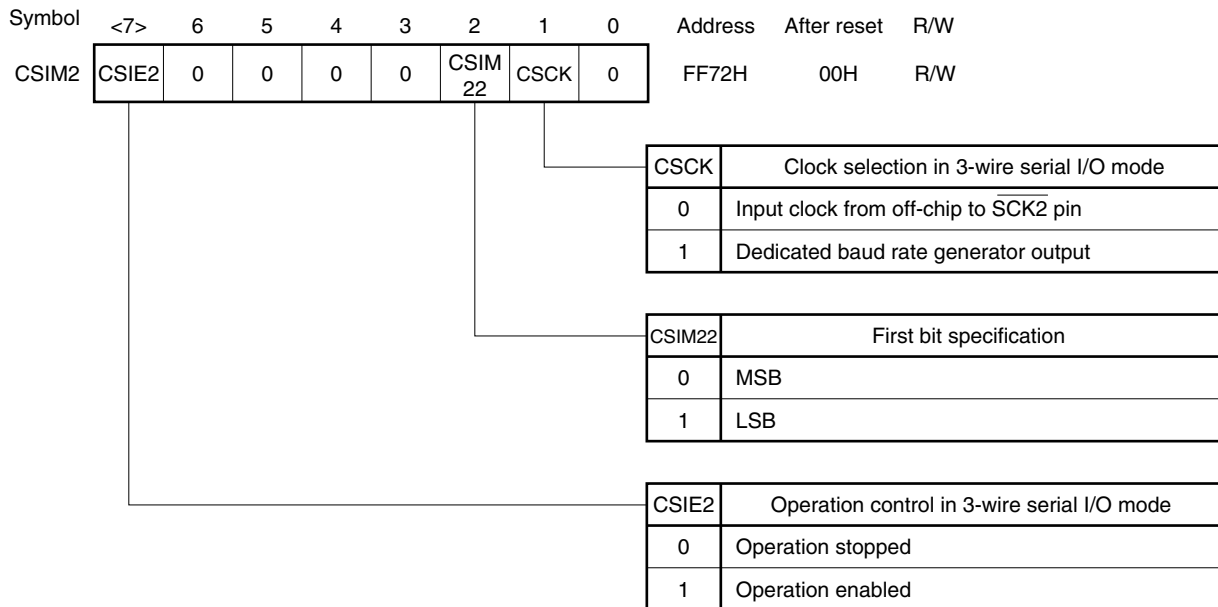 Symbol <7> 6 5 4 3 2 1 0 Address After reset R/W
CSIM2 CSIE2 0 0 0 0 CSIM 22 CSCK 0 FF72H 00H R/W
CSCK Clock selection in 3-wire serial I/O mode
0 Input clock from off-chip to SCK2 pin
1 Dedicated baud rate generator output
CSIM22 First bit specification
0 MSB
1 LSB
CSIE2 Operation control in 3-wire serial I/O mode
0 Operation stopped
1 Operation enabled